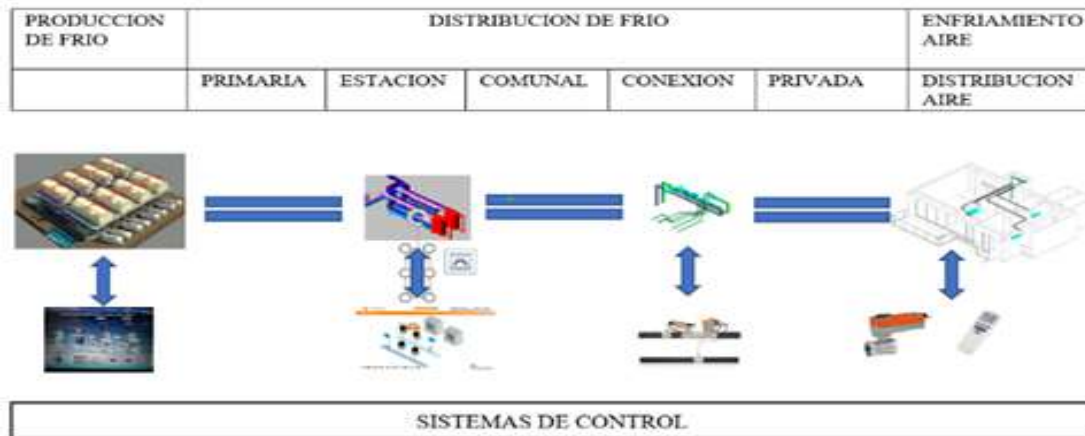 PRODUCCION
DE FRIO
DISTRIBUCION DE FRIO
ENFRIAMIENTO
AIRE
PRIMARIA
ESTACION
COMUNAL
CONEXION
PRIVADA
DISTRIBUCION
AIRE
SISTEMAS DE CONTROL